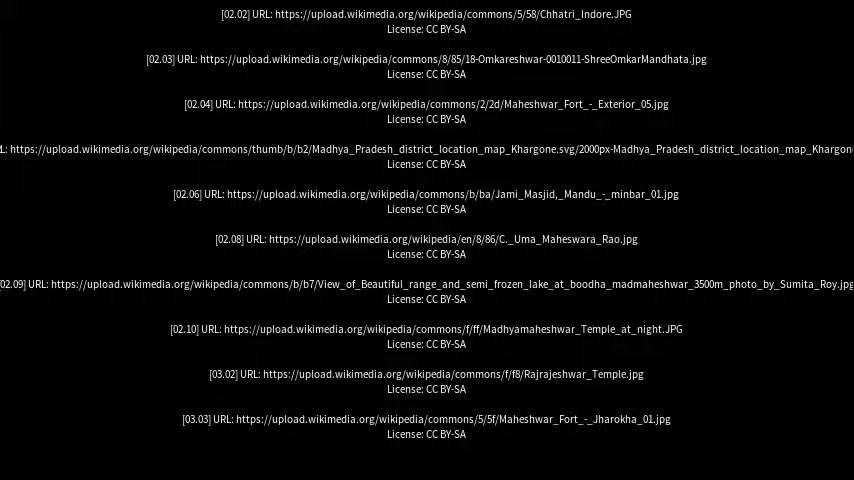 [02.02] URL: https://upload.wikimedia.org/wikipedia/commons/5/58/Chhatri_Indore.JPG
License: CC BY-SA
[02.03] URL: https://upload.wikimedia.org/wikipedia/commons/8/85/18-Omkareshwar-0010011-ShreeOmkarMandhata.jpg
License: CC BY-SA
[02.04] URL: https://upload.wikimedia.org/wikipedia/commons/2/2d/Maheshwar_Fort_-_Exterior_05.jpg
License: CC BY-SA
L: https://upload.wikimedia.org/wikipedia/commons/thumb/b/b2/Madhya_Pradesh_district_location_map_Khargone.svg/2000px-Madhya_Pradesh_district_location_map_Khargon
License: CC BY-SA
[02.06] URL: https://upload.wikimedia.org/wikipedia/commons/b/ba/Jami_Masjid,_Mandu_-_minbar_01.jpg
License: CC BY-SA
[02.08] URL: https://upload.wikimedia.org/wikipedia/en/8/86/C._Uma_Maheswara_Rao.jpg
License: CC BY-SA
[02.09] URL: https://upload.wikimedia.org/wikipedia/commons/b/b7/View_of_Beautiful_range_and_semi_frozen_lake_at_boodha_madmaheshwar_3500m_photo_by_Sumita_Roy.jpg
License: CC BY-SA
[02.10] URL: https://upload.wikimedia.org/wikipedia/commons/f/ff/Madhyamaheshwar_Temple_at_night.JPG
License: CC BY-SA
[03.02] URL: https://upload.wikimedia.org/wikipedia/commons/f/f8/Rajrajeshwar_Temple.jpg
License: CC BY-SA
[03.03] URL: https://upload.wikimedia.org/wikipedia/commons/5/5f/Maheshwar_Fort_-_Jharokha_01.jpg
License: CC BY-SA